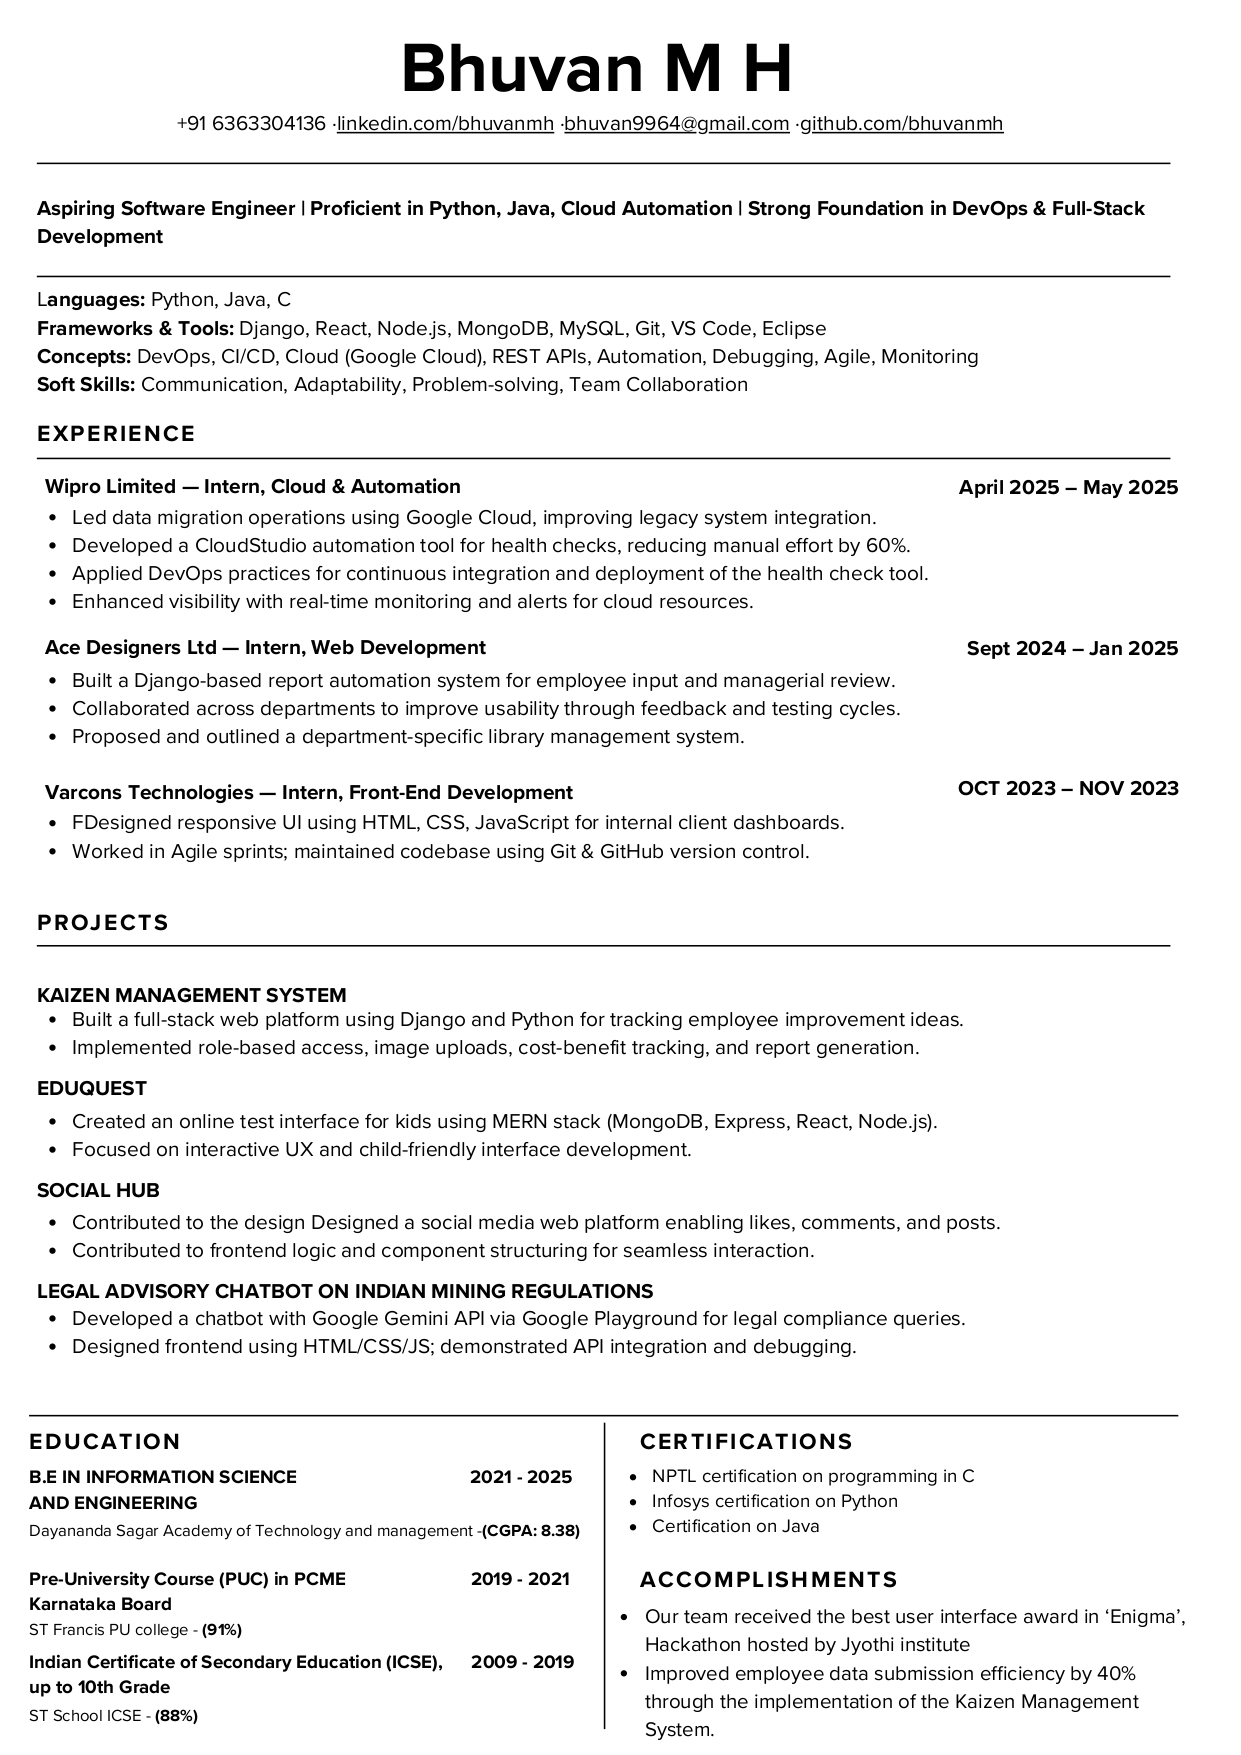 Bhuvan M H
+91 6363304136 ·linkedin.com/bhuvanmh ·bhuvan9964@gmail.com ·github.com/bhuvanmh
Aspiring Software Engineer | Proficient in Python, Java, Cloud Automation | Strong Foundation in DevOps & Full-Stack
Development
Languages: Python, Java, C
Frameworks & Tools: Django, React, Node.js, MongoDB, MySQL, Git, VS Code, Eclipse
Concepts: DevOps, CI/CD, Cloud (Google Cloud), REST APIs, Automation, Debugging, Agile, Monitoring
Soft Skills: Communication, Adaptability, Problem-solving, Team Collaboration
EXPERIENCE
Wipro Limited — Intern, Cloud & Automation April 2025 – May 2025
• Led data migration operations using Google Cloud, improving legacy system integration.
• Developed a CloudStudio automation tool for health checks, reducing manual effort by 60%.
• Applied DevOps practices for continuous integration and deployment of the health check tool.
• Enhanced visibility with real-time monitoring and alerts for cloud resources.
Ace Designers Ltd — Intern, Web Development Sept 2024 – Jan 2025
• Built a Django-based report automation system for employee input and managerial review.
• Collaborated across departments to improve usability through feedback and testing cycles.
• Proposed and outlined a department-specific library management system.
Varcons Technologies — Intern, Front-End Development OCT 2023 – NOV 2023
• FDesigned responsive UI using HTML, CSS, JavaScript for internal client dashboards.
• Worked in Agile sprints; maintained codebase using Git & GitHub version control.
PROJECTS
KAIZEN MANAGEMENT SYSTEM
• Built a full-stack web platform using Django and Python for tracking employee improvement ideas.
• Implemented role-based access, image uploads, cost-benefit tracking, and report generation.
EDUQUEST
• Created an online test interface for kids using MERN stack (MongoDB, Express, React, Node.js).
• Focused on interactive UX and child-friendly interface development.
SOCIAL HUB
• Contributed to the design Designed a social media web platform enabling likes, comments, and posts.
• Contributed to frontend logic and component structuring for seamless interaction.
LEGAL ADVISORY CHATBOT ON INDIAN MINING REGULATIONS
• Developed a chatbot with Google Gemini API via Google Playground for legal compliance queries.
• Designed frontend using HTML/CSS/JS; demonstrated API integration and debugging.
EDUCATION
B.E IN INFORMATION SCIENCE 2021 - 2025
AND ENGINEERING
Dayananda Sagar Academy of Technology and management -(CGPA: 8.38)
Pre-University Course (PUC) in PCME 2019 - 2021
Karnataka Board
ST Francis PU college - (91%)
Indian Certificate of Secondary Education (ICSE), 2009 - 2019
up to 10th Grade
ST School ICSE - (88%)
CERTIFICATIONS
• NPTL certification on programming in C
• Infosys certification on Python
• Certification on Java
ACCOMPLISHMENTS
• Our team received the best user interface award in ‘Enigma’,
Hackathon hosted by Jyothi institute
• Improved employee data submission efficiency by 40%
through the implementation of the Kaizen Management
System.